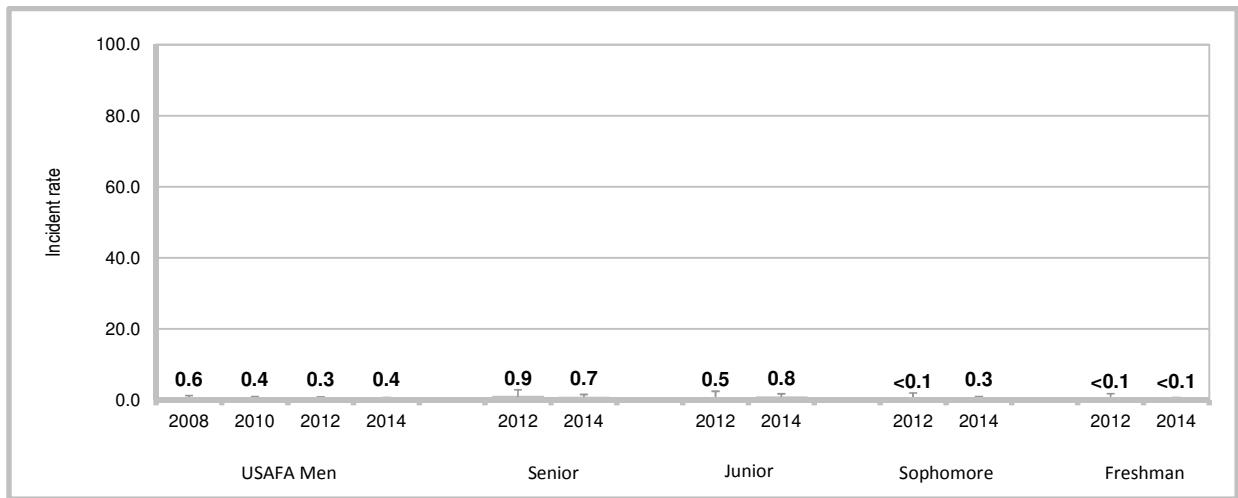 100.0
80.0
60.0
40.0
20.0
0.0
Incident rate
0.6 0.4 0.3 0.4 0.9 0.7 0.5 0.8 <0.1 0.3 <0.1 <0.1
2008 2010 2012 2014 2012 2014 2012 2014 2012 2014 2012 2014
USAFA Men Senior Junior Sophomore Freshman